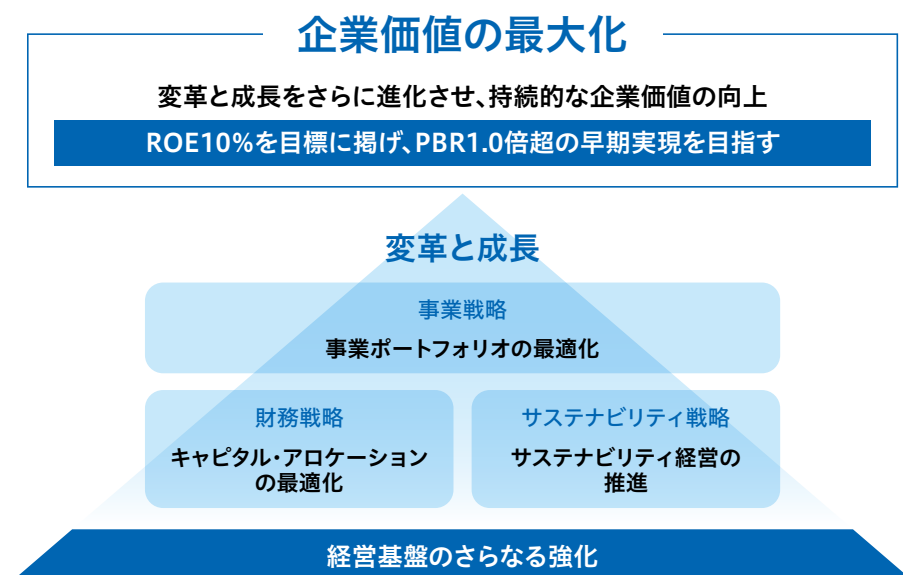 企業価値の最大化
変革と成長をさらに進化させ、持続的な企業価値の向上
ROE10%を目標に掲げ、PBR1.0倍超の早期実現を目指す
変革と成長
事業戦略
事業ポートフォリオの最適化
財務戦略
キャピタル・アロケーション
の最適化
サステナビリティ戦略
サステナビリティ経営の
推進
経営基盤のさらなる強化